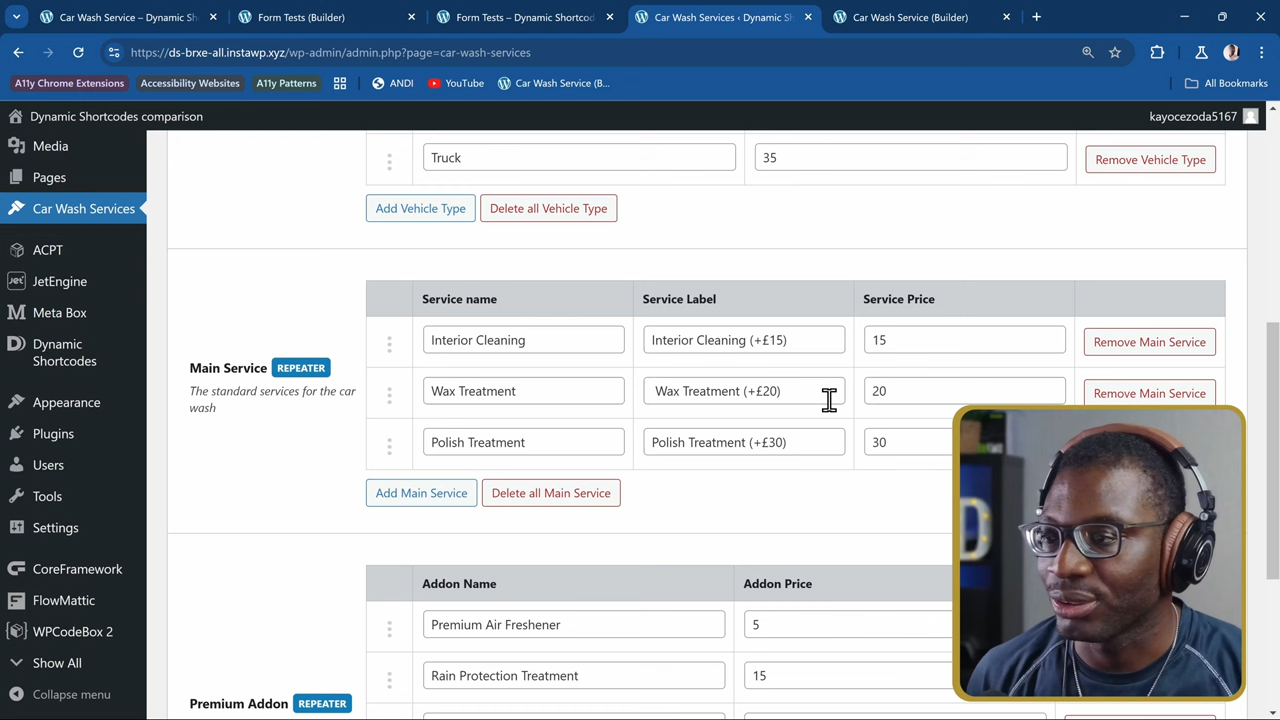 Car Wash Service – Dynamic Sh
Form Tests (Builder)
Form Tests – Dynamic Shortcod
Car Wash Services ‹ Dynamic Sh
Car Wash Service (Builder)
https://ds-brxe-all.instawp.xyz/wp-admin/admin.php?page=car-wash-services
A11y Chrome Extensions
Accessibility Websites
A11y Patterns
ANDI
YouTube
Car Wash Service (B...
All Bookmarks
Dynamic Shortcodes comparison
kayocezoda5167
Media
Pages
Car Wash Services
ACPT
JetEngine
Meta Box
Dynamic
Shortcodes
Appearance
Plugins
Users
Tools
Settings
CoreFramework
FlowMattic
WPCodeBox 2
Show All
Collapse menu
Truck
35
Remove Vehicle Type
Add Vehicle Type
Delete all Vehicle Type
Main Service REPEATER
The standard services for the car
wash
Service name
Service Label
Service Price
Interior Cleaning
Interior Cleaning (+£15)
15
Remove Main Service
Wax Treatment
Wax Treatment (+£20)
20
Remove Main Service
Polish Treatment
Polish Treatment (+£30)
30
Add Main Service
Delete all Main Service
Premium Addon REPEATER
Addon Name
Addon Price
Premium Air Freshener
5
Rain Protection Treatment
15